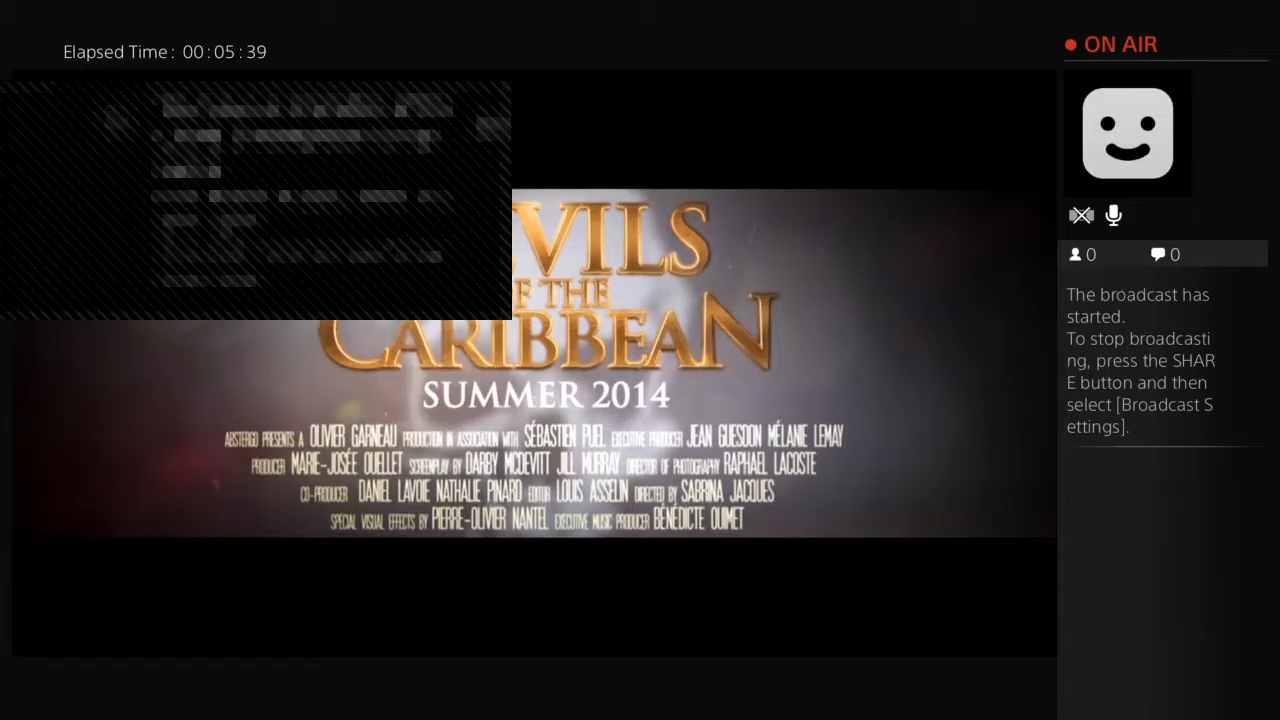 Elapsed Time: 00:05:39
ON AIR
0 0
The broadcast has
started.
To stop broadcasti
ng, press the SHAR
E button and then
select [Broadcast S
ettings].
VILS
F THE
CARIBBEAN
SUMMER 2014
ABSTERGO PRESENTS A OLIVIER GARNEAU PRODUCTION IN ASSOCIATION WITH SÉBASTIEN PUEL EXECUTIVE PRODUCER JEAN GUESDON MÉLANIE LEMAY
PRODUCER MARIE-JOSÉE OUELLET SCREENPLAY BY DARBY MCDEVITT JILL MURRAY DIRECTOR OF PHOTOGRAPHY RAPHAEL LACOSTE
CO-PRODUCER DANIEL LAVOIE NATHALIE PINARD EDITOR LOUIS ASSELIN DIRECTED BY SABRINA JACQUES
SPECIAL VISUAL EFFECTS BY PIERRE-OLIVIER NANTEL EXECUTIVE MUSIC PRODUCER BÉNÉDICTE OUIMET